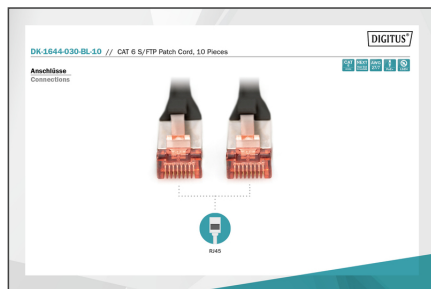 DIGITUS®
DK-1644-030-BL-10 // CAT 6 S/FTP Patch Cord, 10 Pieces
Anschlüsse
Connections
RJ45